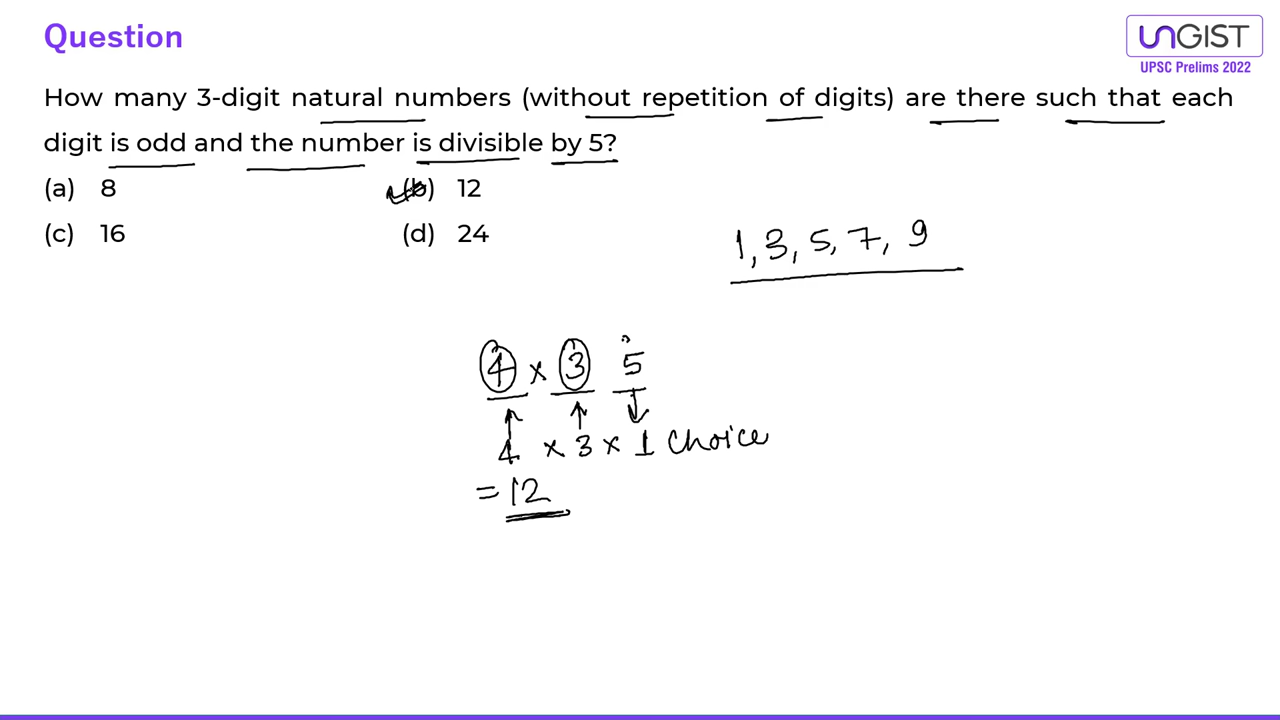 Question
UNGIST
UPSC Prelims 2022
How many 3-digit natural numbers (without repetition of digits) are there such that each
digit is odd and the number is divisible by 5?
(a) 8 (b) 12
(c) 16 (d) 24
1, 3, 5, 7, 9
4 x 3 5
4 x 3 x 1 Choice
= 12